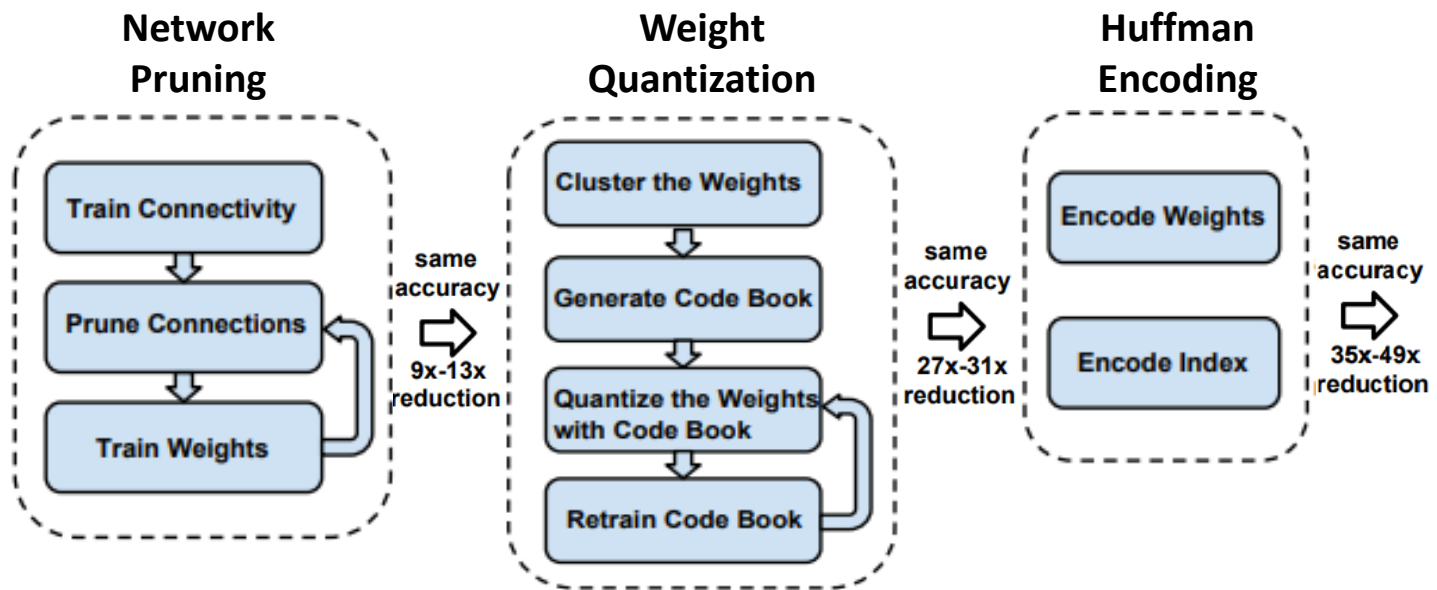 Network
Pruning
Train Connectivity
Prune Connections
Train Weights
same
accuracy
9x-13x
reduction
Weight
Quantization
Cluster the Weights
Generate Code Book
Quantize the Weights
with Code Book
Retrain Code Book
same
accuracy
27x-31x
reduction
Huffman
Encoding
Encode Weights
Encode Index
same
accuracy
35x-49x
reduction